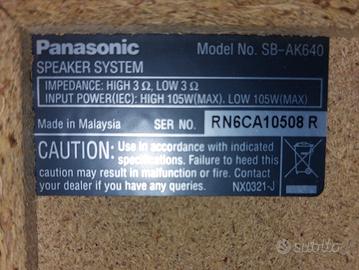 Panasonic Model No. SB-AK640
SPEAKER SYSTEM
IMPEDANCE: HIGH 3 Ω, LOW 3 Ω
INPUT POWER(IEC): HIGH 105W(MAX). LOW 105W(MAX)
Made in Malaysia SER NO. RN6CA10508 R
CAUTION: Use in accordance with indicated
specifications. Failure to heed this
caution may result in malfunction or fire. Contact
your dealer if you have any questions. NX0321-J
subito